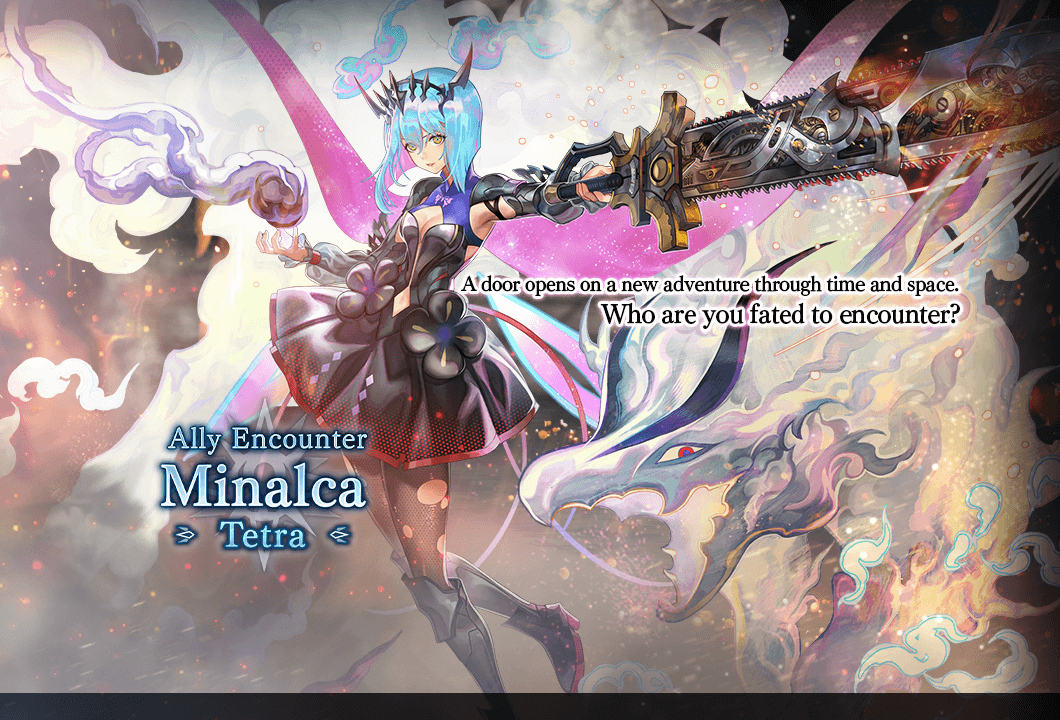 A door opens on a new adventure through time and space.
Who are you fated to encounter?
Ally Encounter
Minalca
Tetra